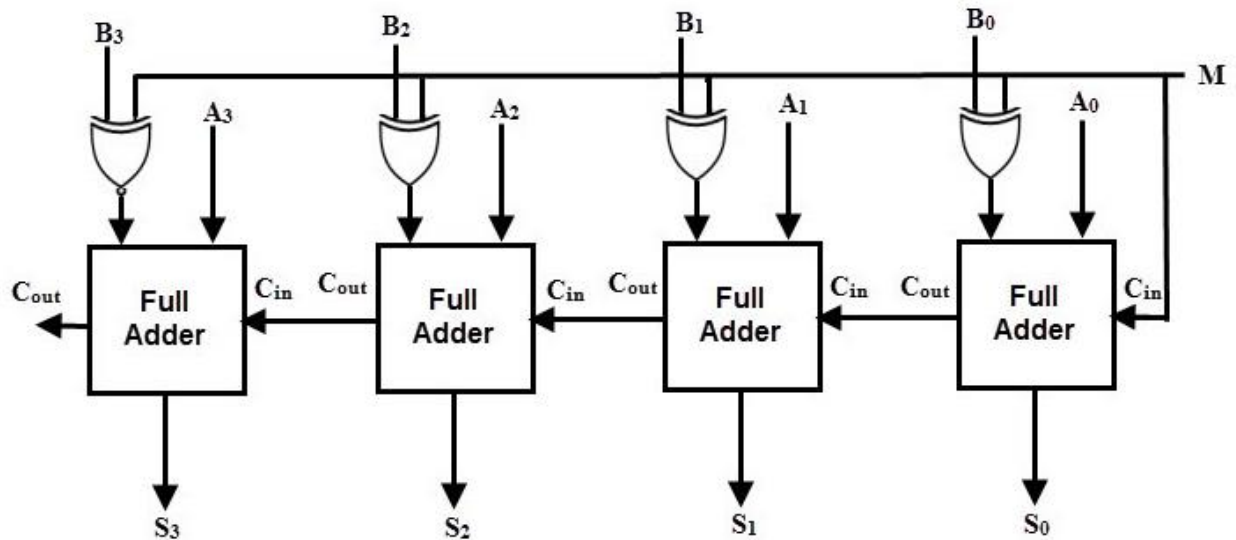 B₃ B₂ B₁ B₀
M
A₃ A₂ A₁ A₀
Cout Full Adder Cin Cout Full Adder Cin Cout Full Adder Cin Cout Full Adder Cin
S₃ S₂ S₁ S₀